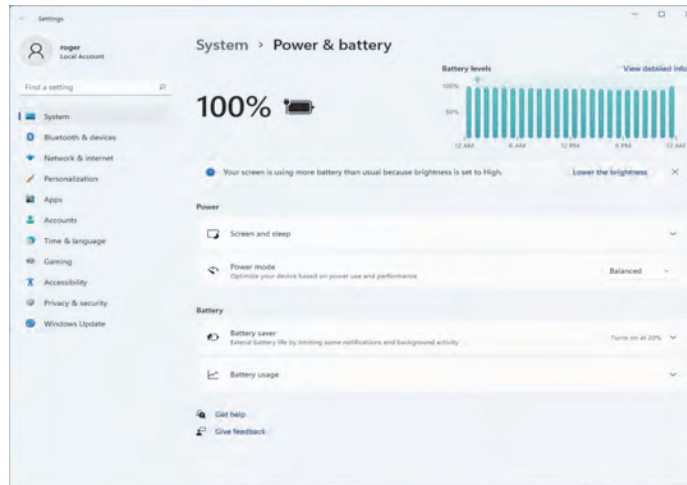 Settings
roger
Local Account
Find a setting
System
Bluetooth & devices
Network & internet
Personalization
Apps
Accounts
Time & language
Gaming
Accessibility
Privacy & security
Windows Update
System > Power & battery
100%
Battery levels
View detailed info
100%
50%
12 AM 6 AM 12 PM 6 PM 12 AM
Your screen is using more battery than usual because brightness is set to High.
Lower the brightness
Power
Screen and sleep
Power mode
Optimize your device based on power use and performance
Balanced
Battery
Battery saver
Extend battery life by limiting some notifications and background activity
Turns on at 20%
Battery usage
Get help
Give feedback